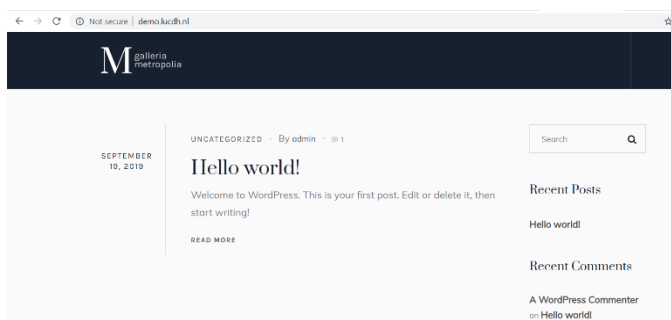 Not secure | demo.lucdh.nl
M galleria
metropolia
SEPTEMBER
19, 2019
UNCATEGORIZED - By admin - 1
Hello world!
Welcome to WordPress. This is your first post. Edit or delete it, then
start writing!
READ MORE
Search
Recent Posts
Hello world!
Recent Comments
A WordPress Commenter
on Hello world!